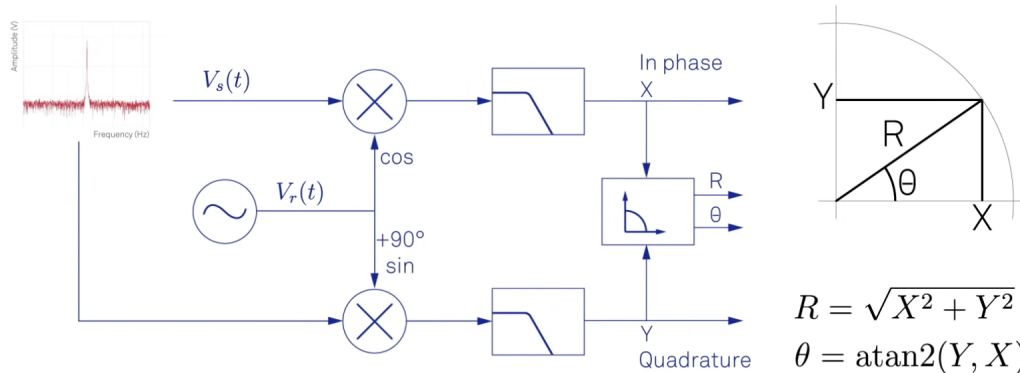 Amplitude (V)
Frequency (Hz)
Vₛ(t)
cos
Vᵣ(t)
+90°
sin
In phase
X
R
θ
Y
Quadrature
Y
R
θ
X
R = √X² + Y²
θ = atan2(Y, X)